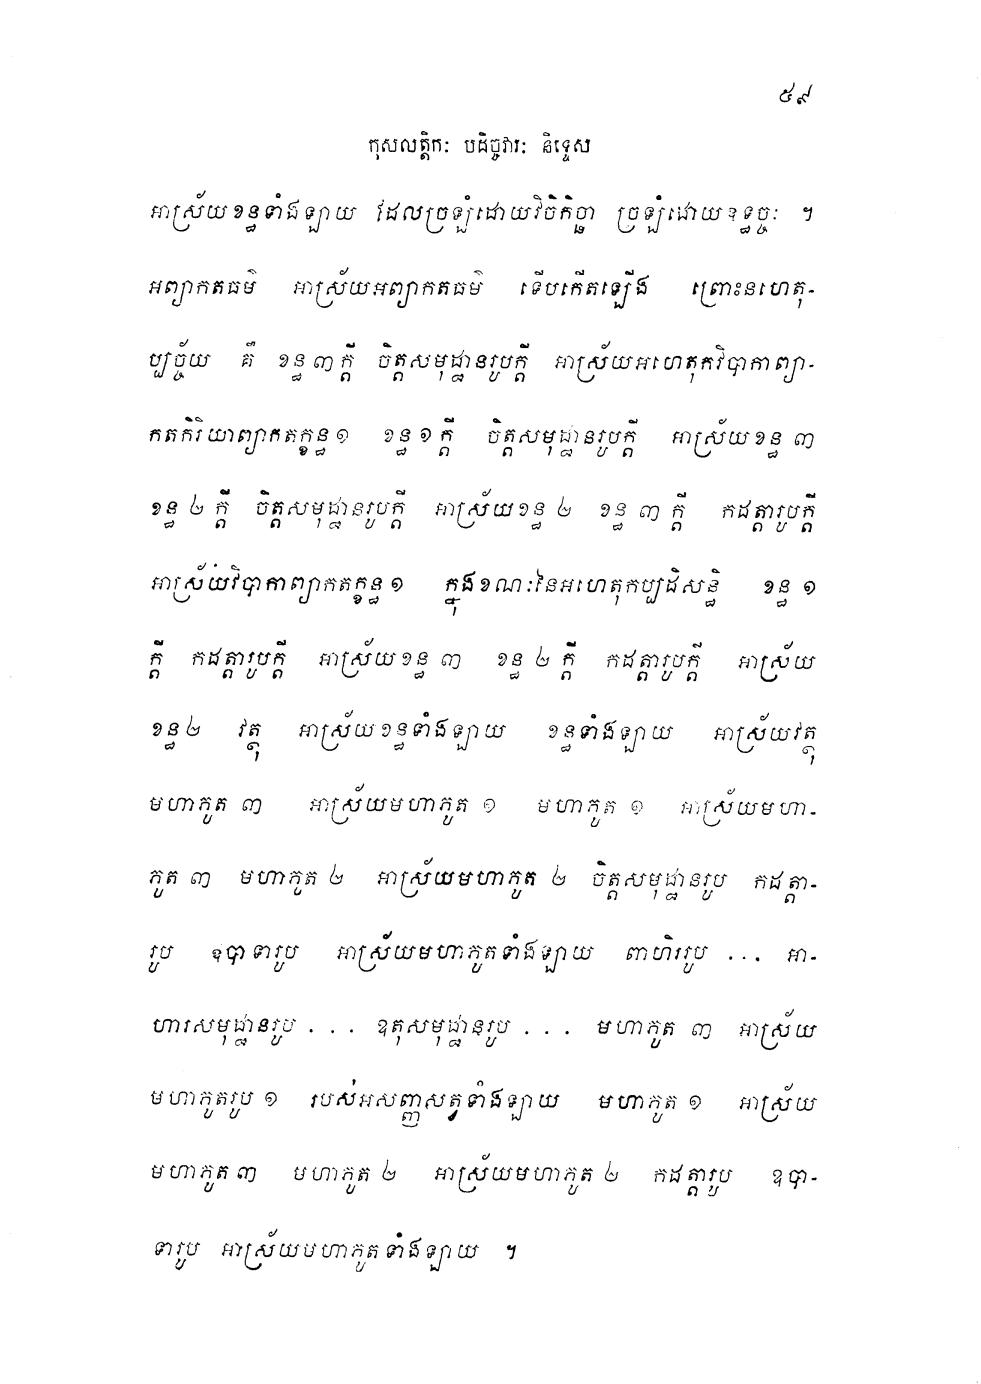 ៥៩
កុសលត្តិកៈ បដិច្ចវារៈ និទ្ទេស
អាស្រ័យខន្ធទាំងឡាយ ដែលច្រឡំដោយវិចិកិច្ឆា ច្រឡំដោយឧទ្ធច្ចៈ ។
អព្យាកតធម៌ អាស្រ័យអព្យាកតធម៌ ទើបកើតឡើង ព្រោះនហេតុ-
ប្បច្ច័យ គឺ ខន្ធ ៣ ក្តី ចិត្តសមុដ្ឋានរូបក្តី អាស្រ័យអហេតុកវិបាកាព្យា-
កតកិរិយាព្យាកតក្ខន្ធ ១ ខន្ធ ១ ក្តី ចិត្តសមុដ្ឋានរូបក្តី អាស្រ័យខន្ធ ៣
ខន្ធ ២ ក្តី ចិត្តសមុដ្ឋានរូបក្តី អាស្រ័យខន្ធ ២ ខន្ធ ៣ ក្តី កដត្តារូបក្តី
អាស្រ័យវិបាកាព្យាកតក្ខន្ធ ១ ក្នុងខណៈនៃអហេតុកប្បដិសន្ធិ ខន្ធ ១
ក្តី កដត្តារូបក្តី អាស្រ័យខន្ធ ៣ ខន្ធ ២ ក្តី កដត្តារូបក្តី អាស្រ័យ
ខន្ធ ២ វត្ថុ អាស្រ័យខន្ធទាំងឡាយ ខន្ធទាំងឡាយ អាស្រ័យវត្ថុ
មហាភូត ៣ អាស្រ័យមហាភូត ១ មហាភូត ១ អាស្រ័យមហា-
ភូត ៣ មហាភូត ២ អាស្រ័យមហាភូត ២ ចិត្តសមុដ្ឋានរូប កដត្តា-
រូប ឧបាទារូប អាស្រ័យមហាភូតទាំងឡាយ ពាហិររូប ... អា-
ហារសមុដ្ឋានរូប ... ឧតុសមុដ្ឋានរូប ... មហាភូត ៣ អាស្រ័យ
មហាភូតរូប ១ របស់អសញ្ញសត្វទាំងឡាយ មហាភូត ១ អាស្រ័យ
មហាភូត ៣ មហាភូត ២ អាស្រ័យមហាភូត ២ កដត្តារូប ឧបា-
ទារូប អាស្រ័យមហាភូតទាំងឡាយ ។